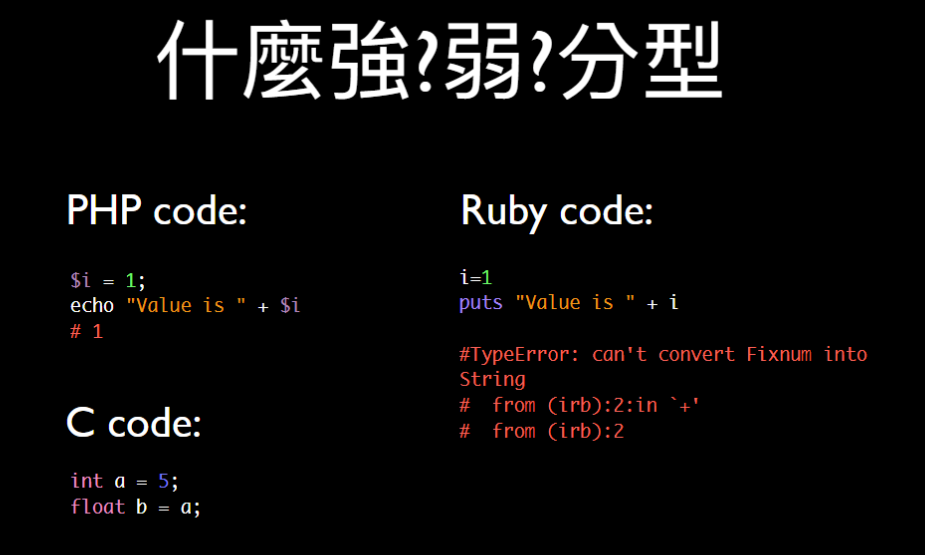 什麼強?弱?分型
PHP code:
$i = 1;
echo "Value is " + $i
# 1
C code:
int a = 5;
float b = a;
Ruby code:
i=1
puts "Value is " + i
#TypeError: can't convert Fixnum into
String
#  from (irb):2:in `+'
#  from (irb):2